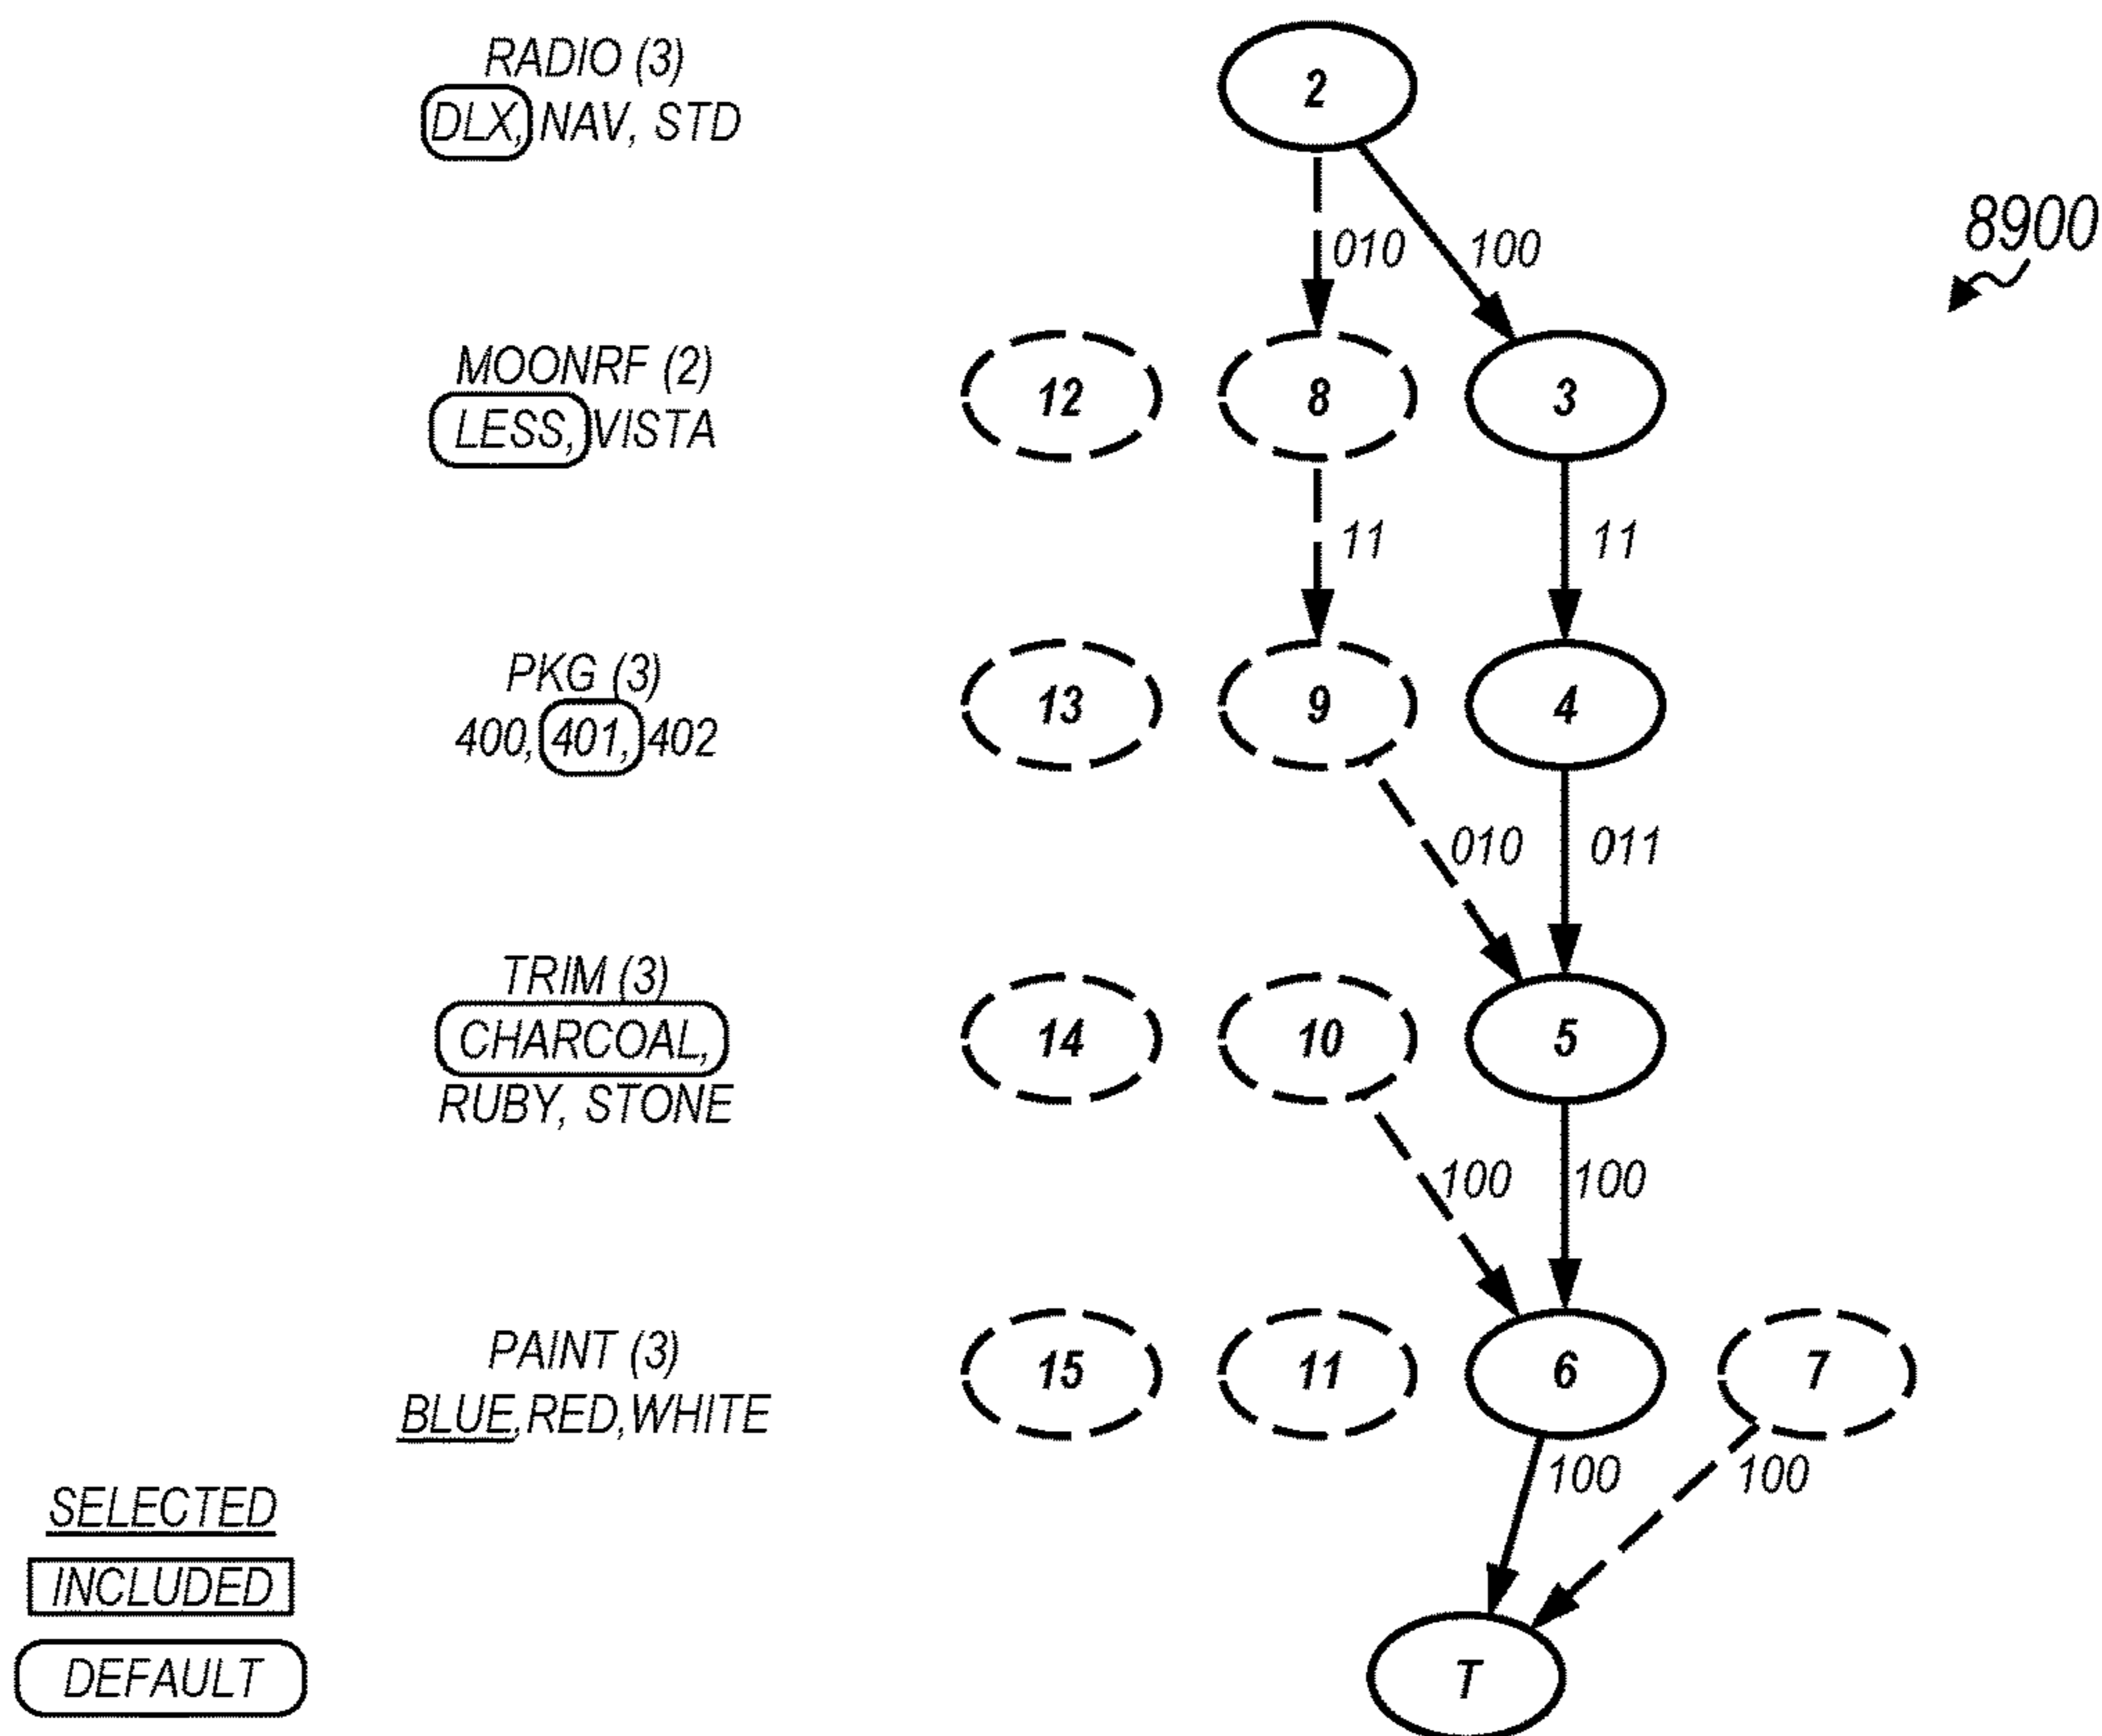 RADIO (3)
DLX, NAV, STD
2
8900
010
100
MOONRF (2)
LESS, VISTA
12
8
3
11
11
PKG (3)
400, 401, 402
13
9
4
010
011
TRIM (3)
CHARCOAL,
RUBY, STONE
14
10
5
100
100
PAINT (3)
BLUE, RED, WHITE
15
11
6
7
100
100
SELECTED
INCLUDED
DEFAULT
T